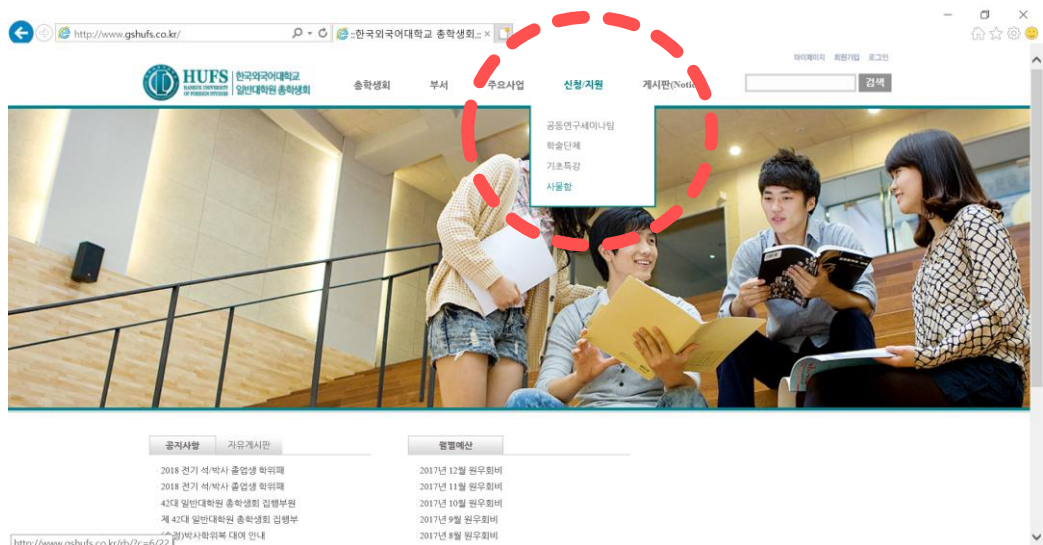 http://www.gshufs.co.kr/
::한국외국어대학교 총학생회.::
마이페이지 회원가입 로그인
HUFS
HANKUK UNIVERSITY
OF FOREIGN STUDIES
한국외국어대학교
일반대학원 총학생회
총학생회 부서 주요사업 신청/지원 게시판(Notic
검색
공동연구세미나팀
학술단체
기초특강
사물함
공지사항 자유게시판
2018 전기 석/박사 졸업생 학위패
2018 전기 석/박사 졸업생 학위패
42대 일반대학원 총학생회 집행부원
제 42대 일반대학원 총학생회 집행부
박사학위복 대여 안내
월별예산
2017년 12월 원우회비
2017년 11월 원우회비
2017년 10월 원우회비
2017년 9월 원우회비
2017년 8월 원우회비
http://www.gshufs.co.kr/rb/?c=6/22